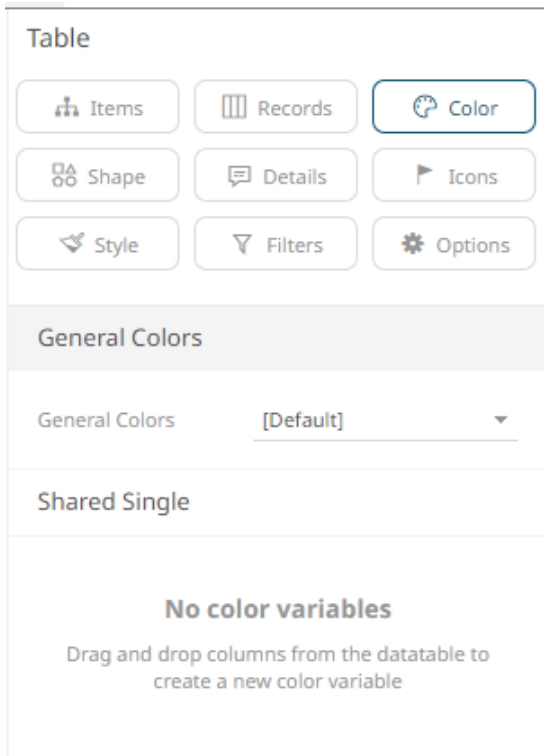 Table
Items Records Color
Shape Details Icons
Style Filters Options
General Colors
General Colors [Default]
Shared Single
No color variables
Drag and drop columns from the datatable to
create a new color variable